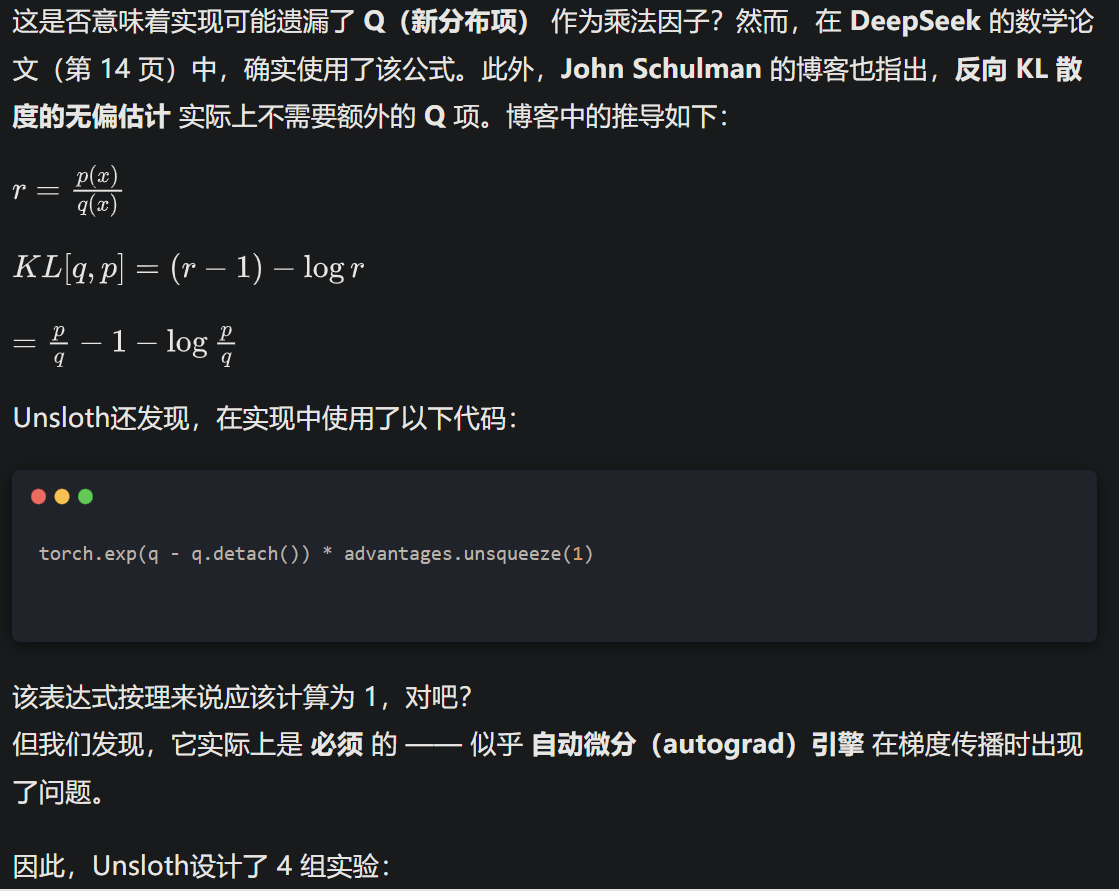 这是否意味着实现可能遗漏了 Q（新分布项） 作为乘法因子？然而，在 DeepSeek 的数学论
文（第 14 页）中，确实使用了该公式。此外，John Schulman 的博客也指出，反向 KL 散
度的无偏估计 实际上不需要额外的 Q 项。博客中的推导如下：
r = p(x)/q(x)
KL[q, p] = (r − 1) − log r
= p/q − 1 − log p/q
Unsloth还发现，在实现中使用了以下代码：
torch.exp(q - q.detach()) * advantages.unsqueeze(1)
该表达式按理来说应该计算为 1，对吧？
但我们发现，它实际上是 必须 的 —— 似乎 自动微分（autograd）引擎 在梯度传播时出现
了问题。
因此，Unsloth设计了 4 组实验：